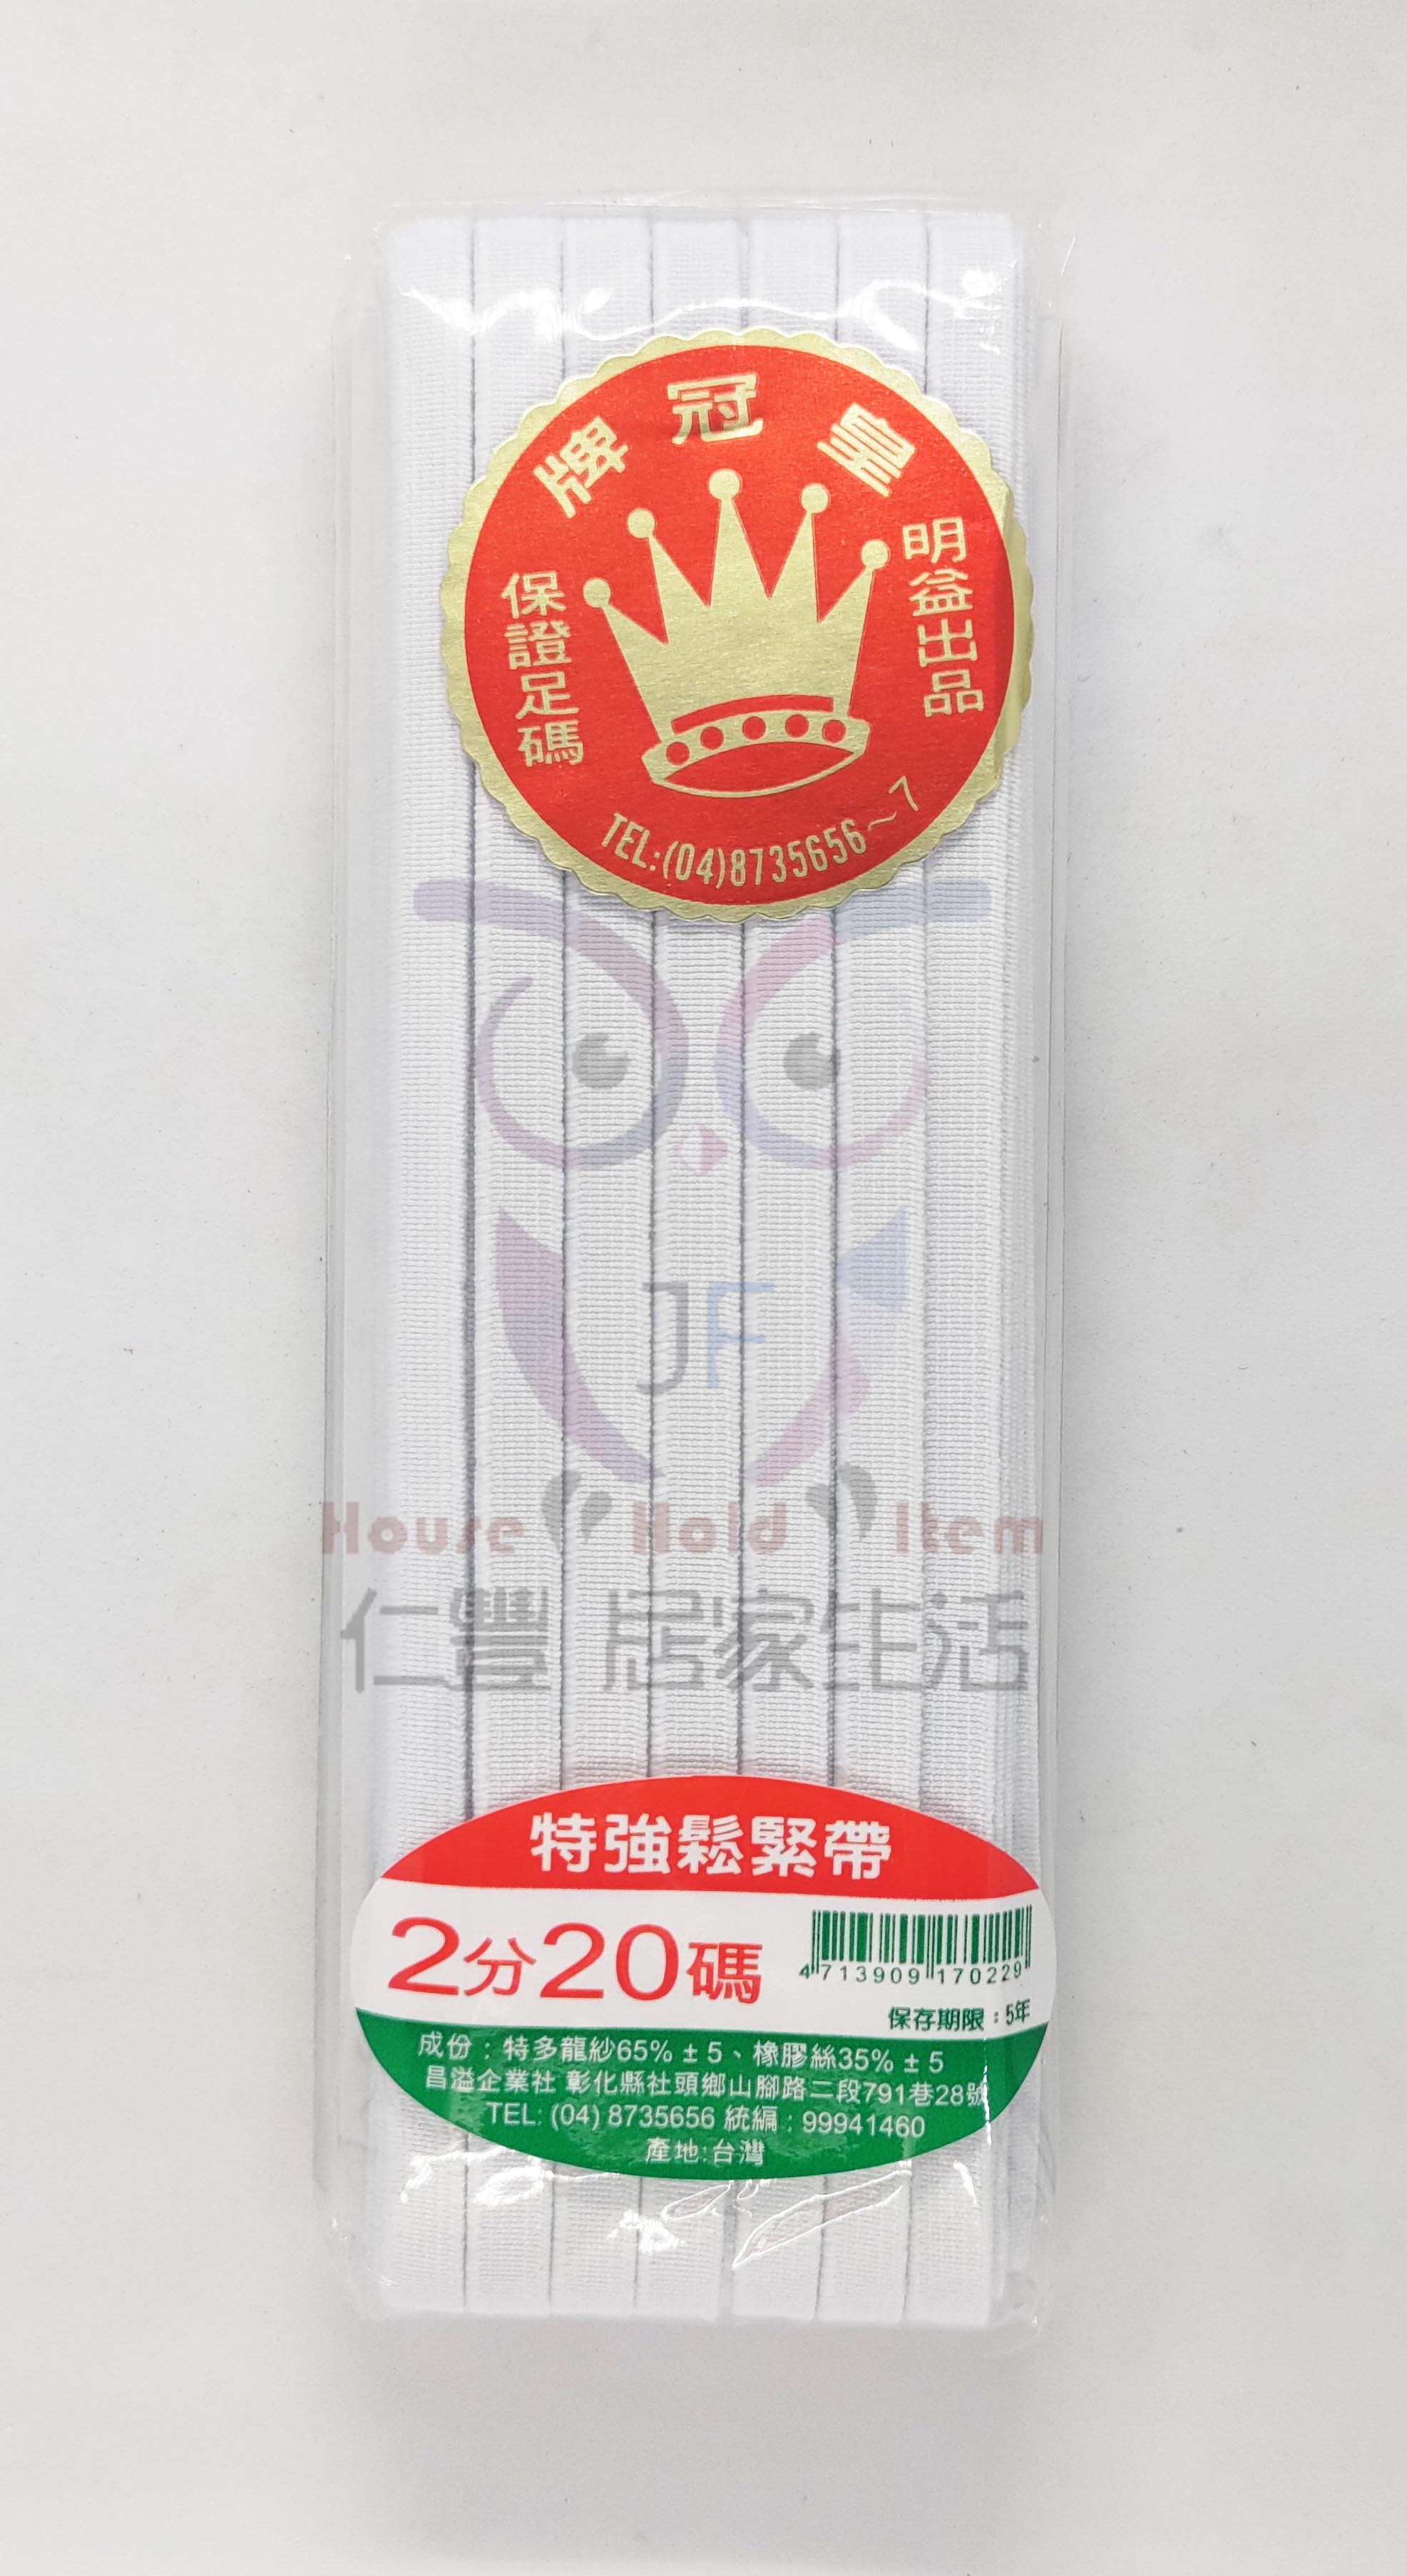 皇冠牌
明益出品
保證足碼
TEL:(04)8735656～7
JF
House Hold Item
仁豐 居家生活
特強鬆緊帶
2分20碼
4 713909 170229
保存期限：5年
成份：特多龍紗65% ± 5、橡膠絲35% ± 5
昌溢企業社 彰化縣社頭鄉山腳路二段791巷28號
TEL: (04) 8735656 統編：99941460
產地:台灣